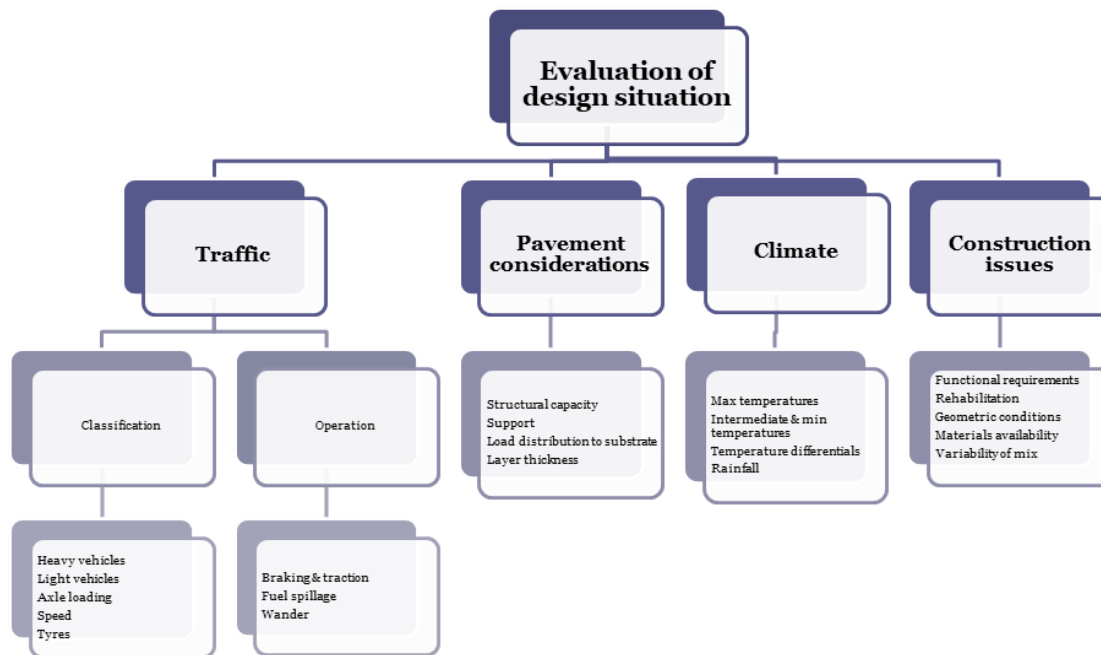 Evaluation of
design situation
Traffic
Pavement
considerations
Climate
Construction
issues
Classification
Operation
Structural capacity
Support
Load distribution to substrate
Layer thickness
Max temperatures
Intermediate & min
temperatures
Temperature differentials
Rainfall
Functional requirements
Rehabilitation
Geometric conditions
Materials availability
Variability of mix
Heavy vehicles
Light vehicles
Axle loading
Speed
Tyres
Braking & traction
Fuel spillage
Wander